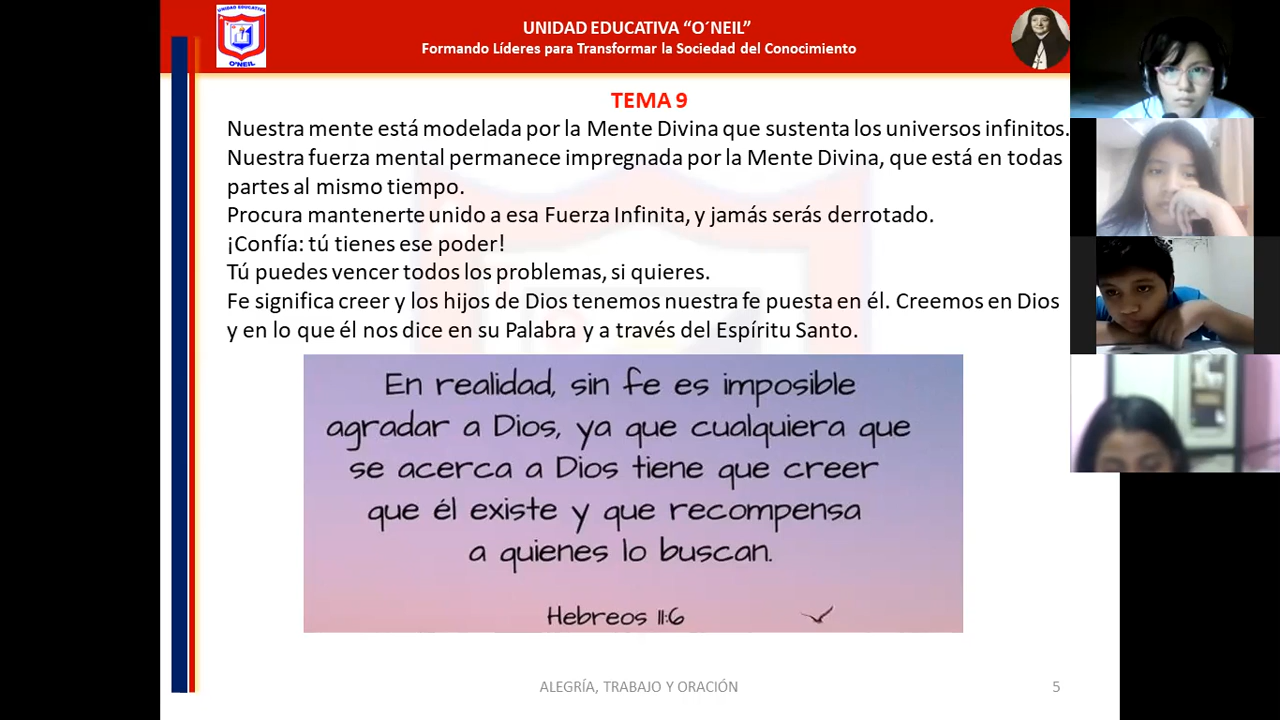 UNIDAD EDUCATIVA “O´NEIL”
Formando Líderes para Transformar la Sociedad del Conocimiento
UNIDAD EDUCATIVA
O'NEIL
TEMA 9
Nuestra mente está modelada por la Mente Divina que sustenta los universos infinitos.
Nuestra fuerza mental permanece impregnada por la Mente Divina, que está en todas
partes al mismo tiempo.
Procura mantenerte unido a esa Fuerza Infinita, y jamás serás derrotado.
¡Confía: tú tienes ese poder!
Tú puedes vencer todos los problemas, si quieres.
Fe significa creer y los hijos de Dios tenemos nuestra fe puesta en él. Creemos en Dios
y en lo que él nos dice en su Palabra y a través del Espíritu Santo.
En realidad, sin fe es imposible
agradar a Dios, ya que cualquiera que
se acerca a Dios tiene que creer
que él existe y que recompensa
a quienes lo buscan.
Hebreos 11:6
ALEGRÍA, TRABAJO Y ORACIÓN
5